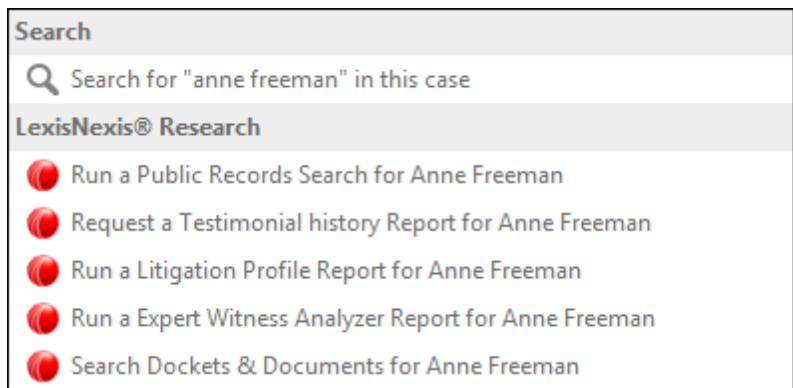 Search
Search for "anne freeman" in this case
LexisNexis® Research
Run a Public Records Search for Anne Freeman
Request a Testimonial history Report for Anne Freeman
Run a Litigation Profile Report for Anne Freeman
Run a Expert Witness Analyzer Report for Anne Freeman
Search Dockets & Documents for Anne Freeman